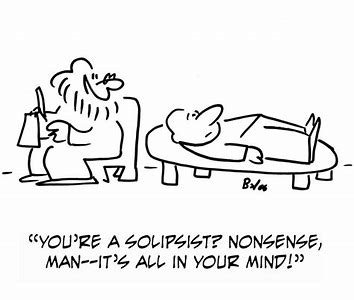 "YOU'RE A SOLIPSIST? NONSENSE,
MAN--IT'S ALL IN YOUR MIND!"